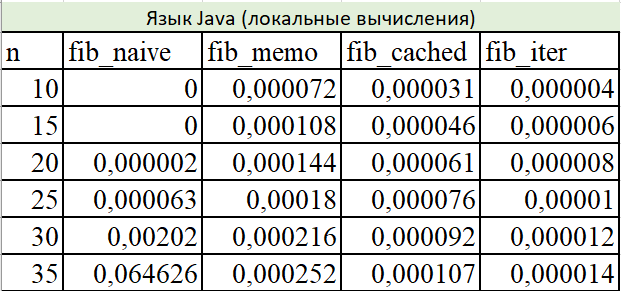 Язык Java (локальные вычисления)
n fib_naive fib_memo fib_cached fib_iter
10 0 0,000072 0,000031 0,000004
15 0 0,000108 0,000046 0,000006
20 0,000002 0,000144 0,000061 0,000008
25 0,000063 0,00018 0,000076 0,00001
30 0,00202 0,000216 0,000092 0,000012
35 0,064626 0,000252 0,000107 0,000014